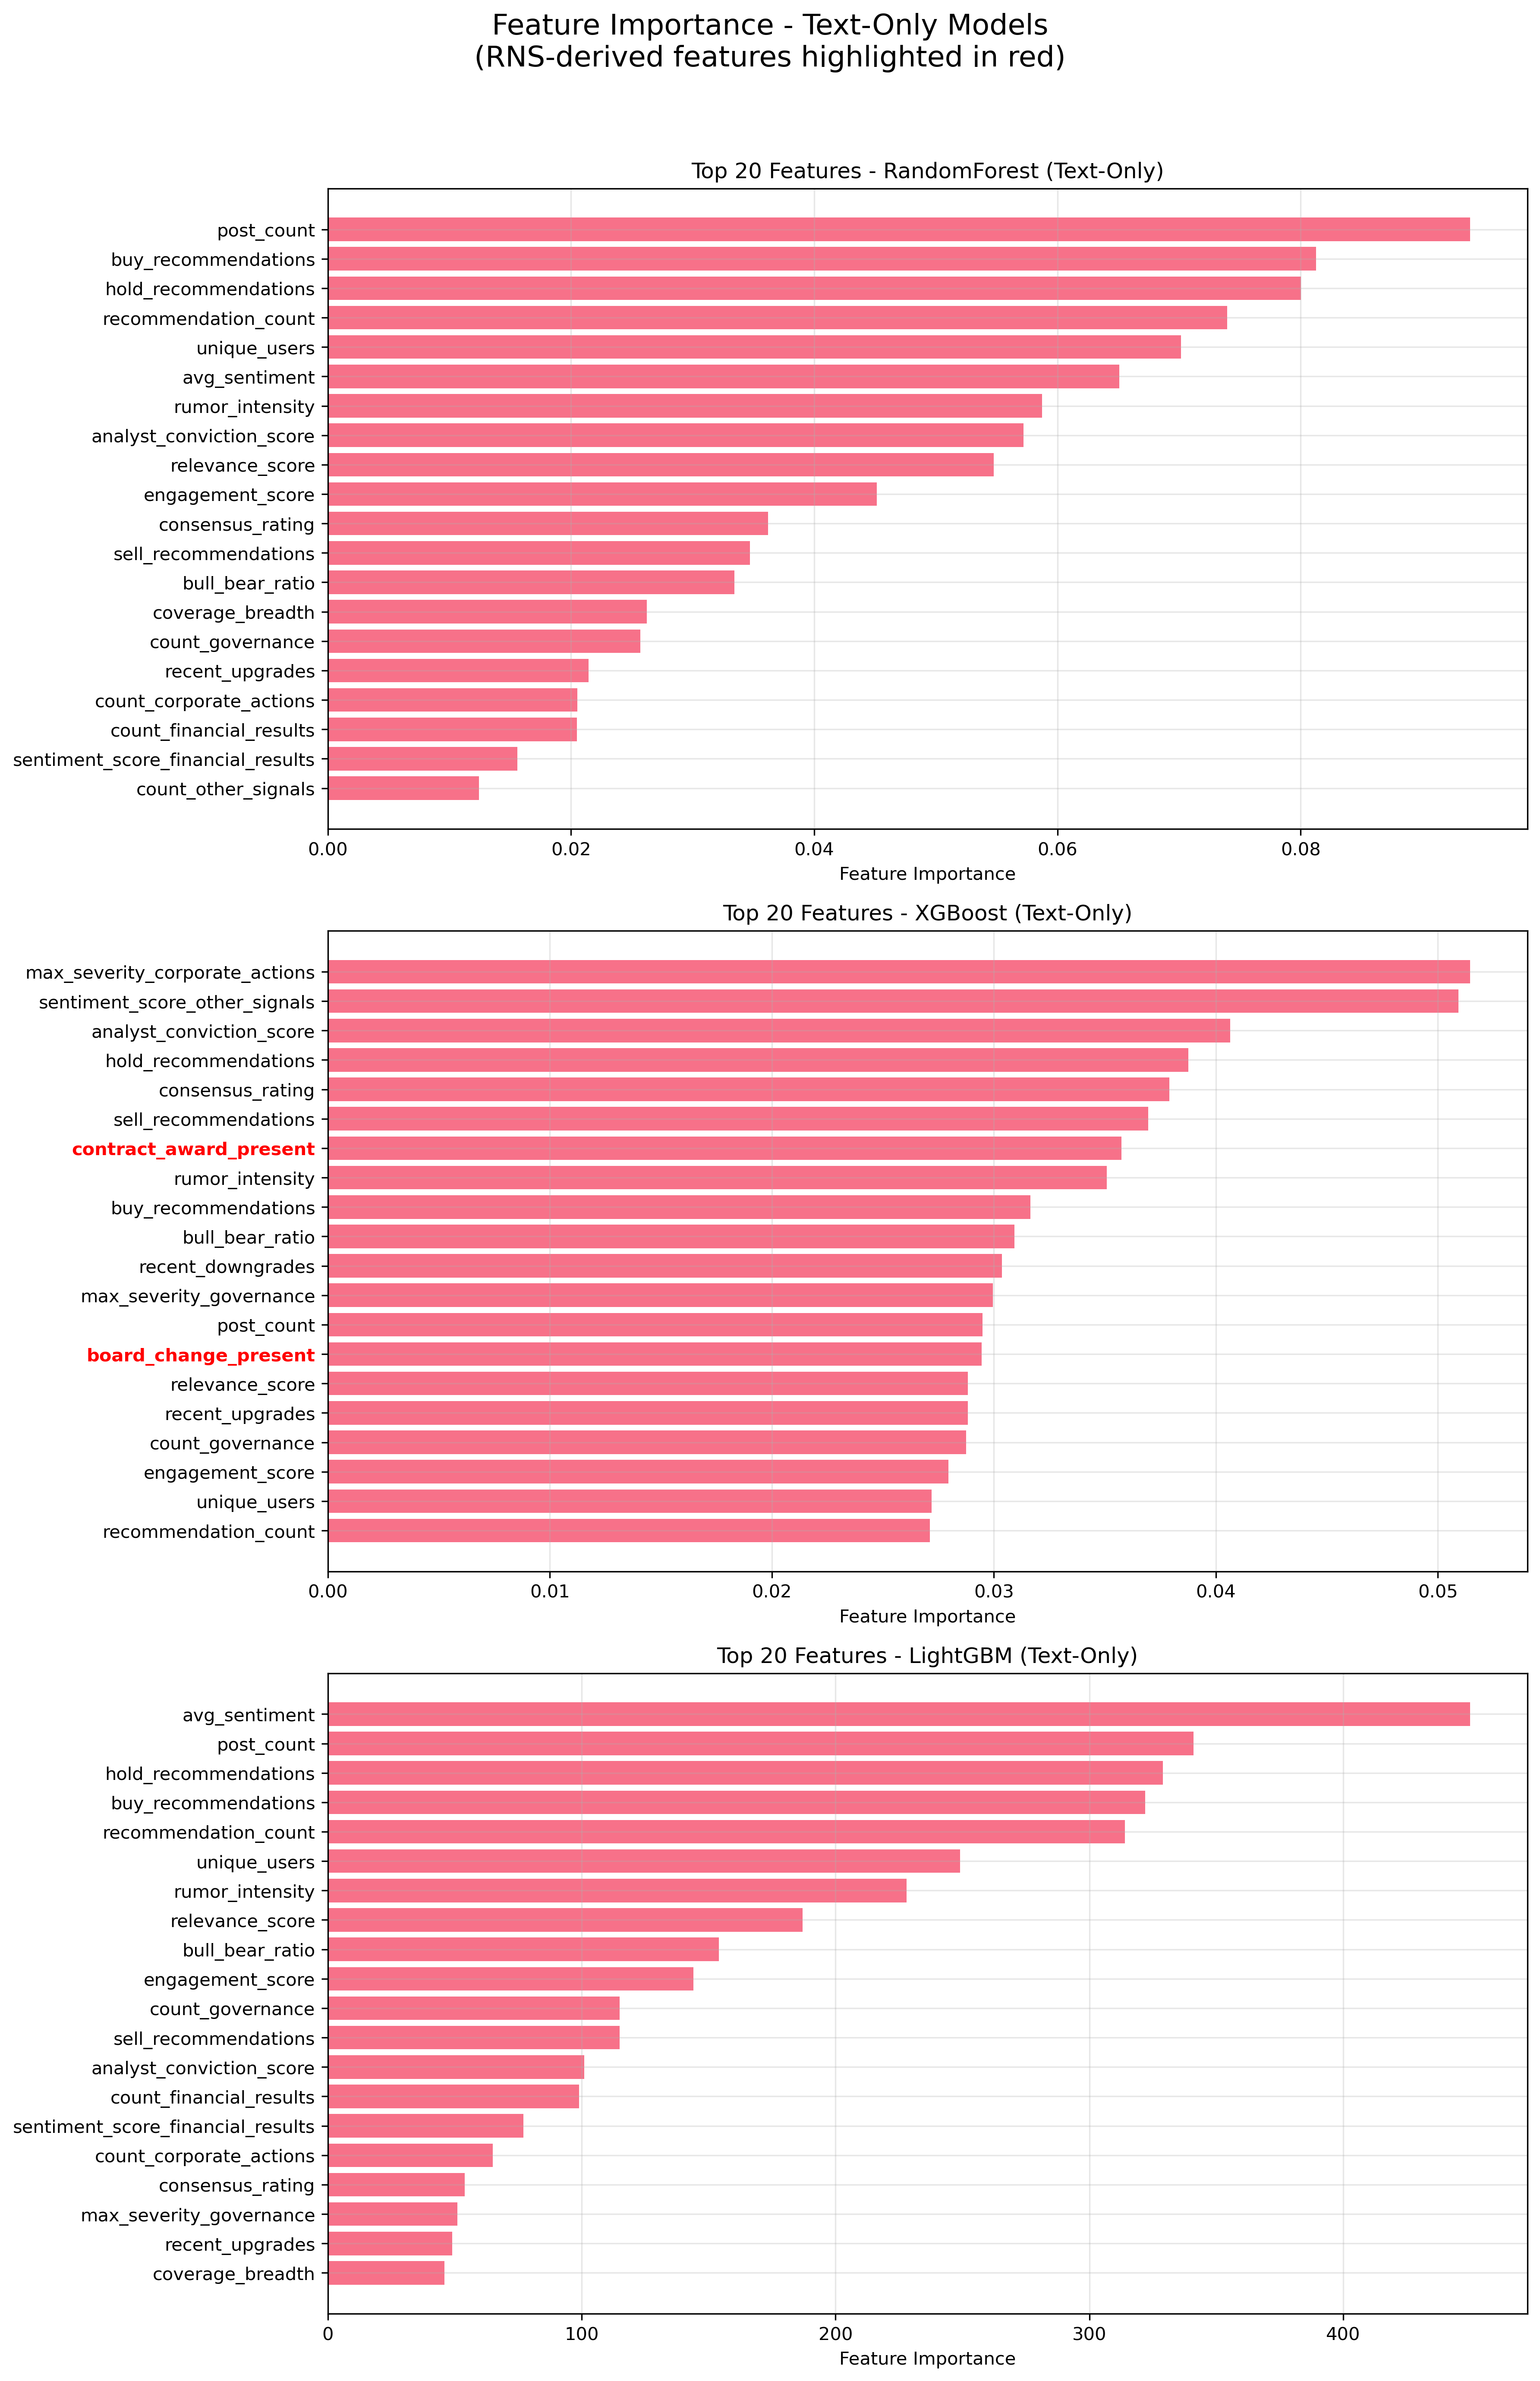 Feature Importance - Text-Only Models
(RNS-derived features highlighted in red)
Top 20 Features - RandomForest (Text-Only)
post_count
buy_recommendations
hold_recommendations
recommendation_count
unique_users
avg_sentiment
rumor_intensity
analyst_conviction_score
relevance_score
engagement_score
consensus_rating
sell_recommendations
bull_bear_ratio
coverage_breadth
count_governance
recent_upgrades
count_corporate_actions
count_financial_results
sentiment_score_financial_results
count_other_signals
0.00 0.02 0.04 0.06 0.08
Feature Importance
Top 20 Features - XGBoost (Text-Only)
max_severity_corporate_actions
sentiment_score_other_signals
analyst_conviction_score
hold_recommendations
consensus_rating
sell_recommendations
contract_award_present
rumor_intensity
buy_recommendations
bull_bear_ratio
recent_downgrades
max_severity_governance
post_count
board_change_present
relevance_score
recent_upgrades
count_governance
engagement_score
unique_users
recommendation_count
0.00 0.01 0.02 0.03 0.04 0.05
Feature Importance
Top 20 Features - LightGBM (Text-Only)
avg_sentiment
post_count
hold_recommendations
buy_recommendations
recommendation_count
unique_users
rumor_intensity
relevance_score
bull_bear_ratio
engagement_score
count_governance
sell_recommendations
analyst_conviction_score
count_financial_results
sentiment_score_financial_results
count_corporate_actions
consensus_rating
max_severity_governance
recent_upgrades
coverage_breadth
0 100 200 300 400
Feature Importance